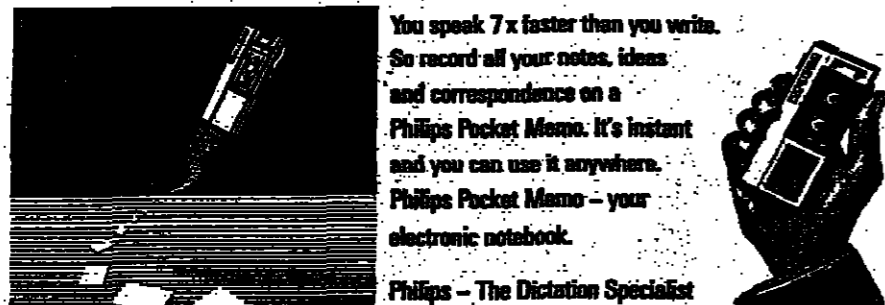 You speak 7x faster than you write.
So record all your notes, ideas
and correspondence on a
Philips Pocket Memo. It's instant
and you can use it anywhere.
Philips Pocket Memo – your
electronic notebook.
Philips – The Dictation Specialist